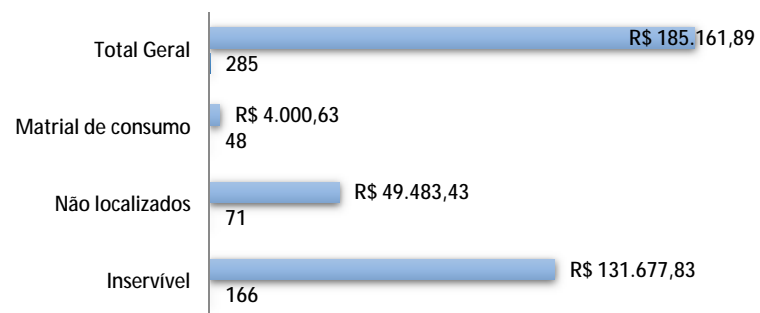 Total Geral
R$ 185.161,89
285
Matrial de consumo
R$ 4.000,63
48
Não localizados
R$ 49.483,43
71
Inservível
R$ 131.677,83
166